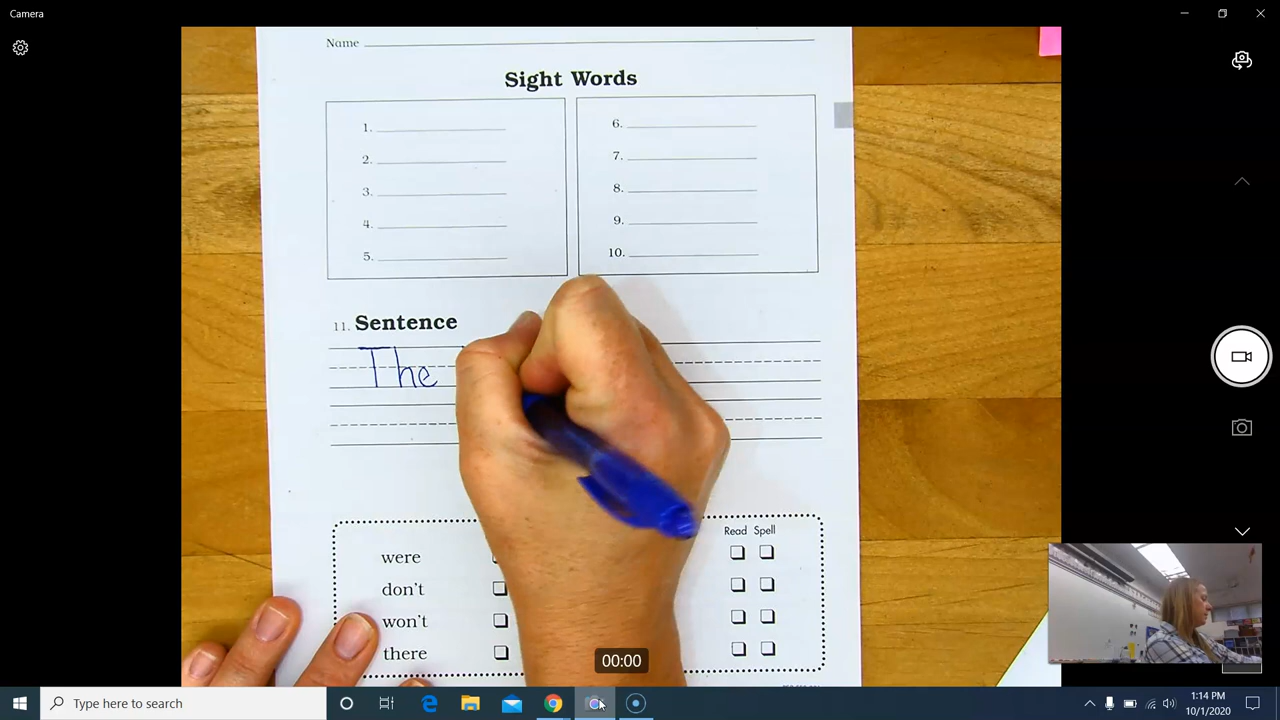 Camera
Name
Sight Words
1.
2.
3.
4.
5.
6.
7.
8.
9.
10.
11. Sentence
The
Read Spell
were
don't
won't
there
00:00
Type here to search
1:14 PM
10/1/2020